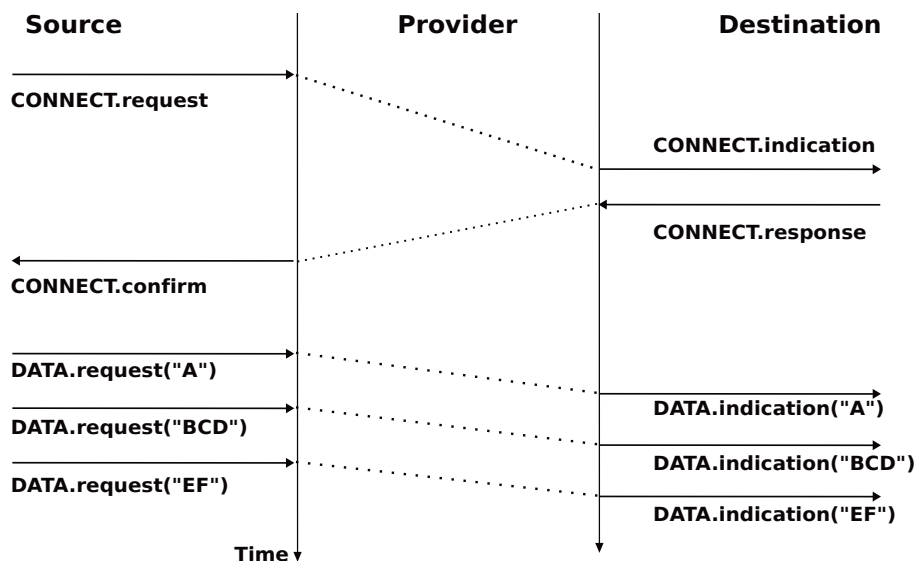 Source Provider Destination
CONNECT.request
CONNECT.indication
CONNECT.response
CONNECT.confirm
DATA.request("A")
DATA.indication("A")
DATA.request("BCD")
DATA.indication("BCD")
DATA.request("EF")
DATA.indication("EF")
Time